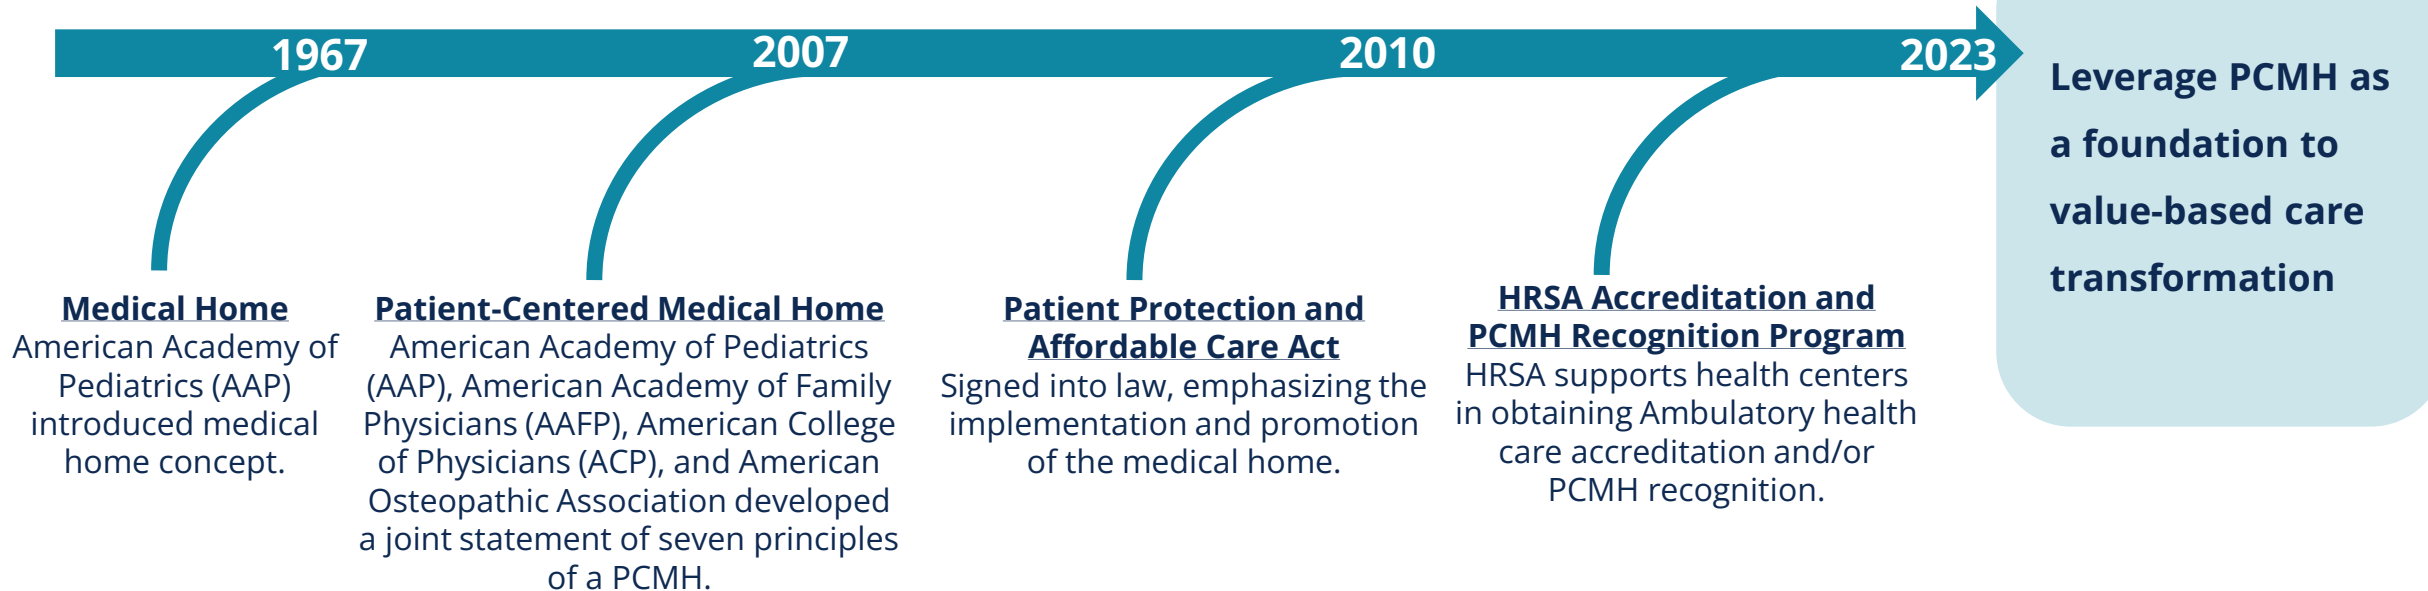 1967
2007
2010
2023
Medical Home
American Academy of
Pediatrics (AAP)
introduced medical
home concept.
Patient-Centered Medical Home
American Academy of Pediatrics
(AAP), American Academy of Family
Physicians (AAFP), American College
of Physicians (ACP), and American
Osteopathic Association developed
a joint statement of seven principles
of a PCMH.
Patient Protection and
Affordable Care Act
Signed into law, emphasizing the
implementation and promotion
of the medical home.
HRSA Accreditation and
PCMH Recognition Program
HRSA supports health centers
in obtaining Ambulatory health
care accreditation and/or
PCMH recognition.
Leverage PCMH as
a foundation to
value-based care
transformation